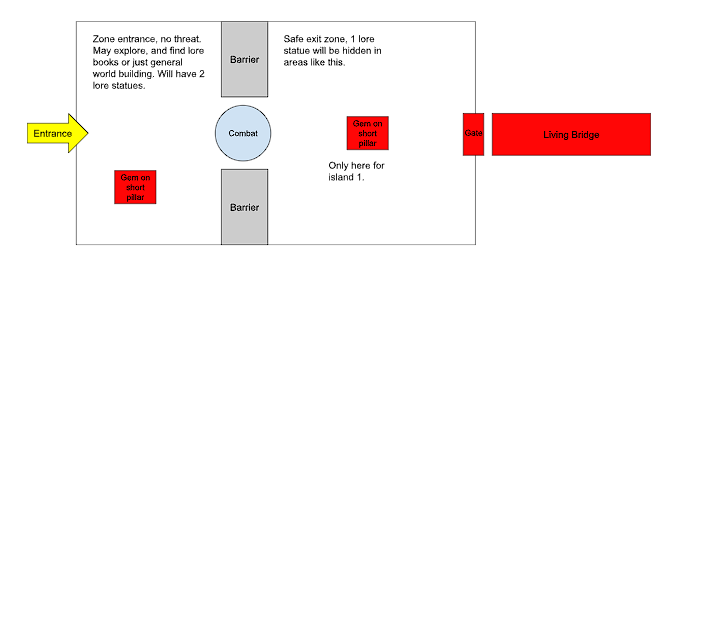 Zone entrance, no threat.
May explore, and find lore
books or just general
world building. Will have 2
lore statues.
Barrier
Safe exit zone, 1 lore
statue will be hidden in
areas like this.
Entrance
Combat
Gem on
short
pillar
Gate
Living Bridge
Only here for
island 1.
Gem on
short
pillar
Barrier